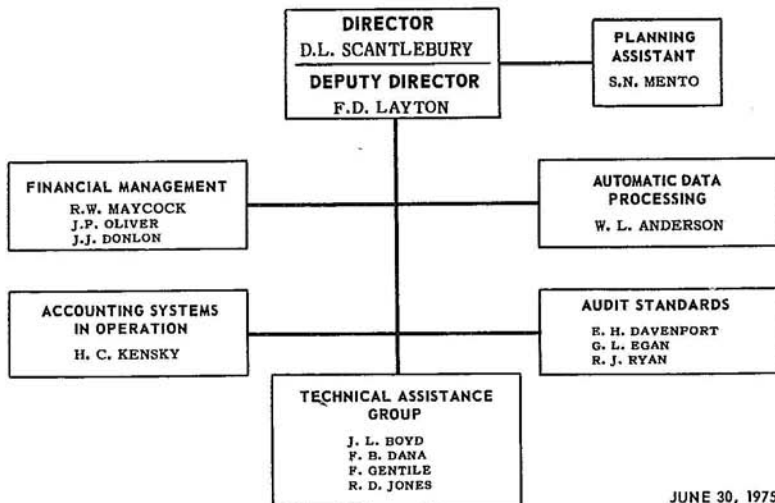 DIRECTOR
D.L. SCANTLEBURY
DEPUTY DIRECTOR
F.D. LAYTON
PLANNING
ASSISTANT
S.N. MENTO
FINANCIAL MANAGEMENT
R.W. MAYCOCK
J.P. OLIVER
J.J. DONLON
AUTOMATIC DATA
PROCESSING
W. L. ANDERSON
ACCOUNTING SYSTEMS
IN OPERATION
H. C. KENSKY
AUDIT STANDARDS
E. H. DAVENPORT
G. L. EGAN
R. J. RYAN
TECHNICAL ASSISTANCE
GROUP
J. L. BOYD
F. B. DANA
F. GENTILE
R. D. JONES
JUNE 30, 1975